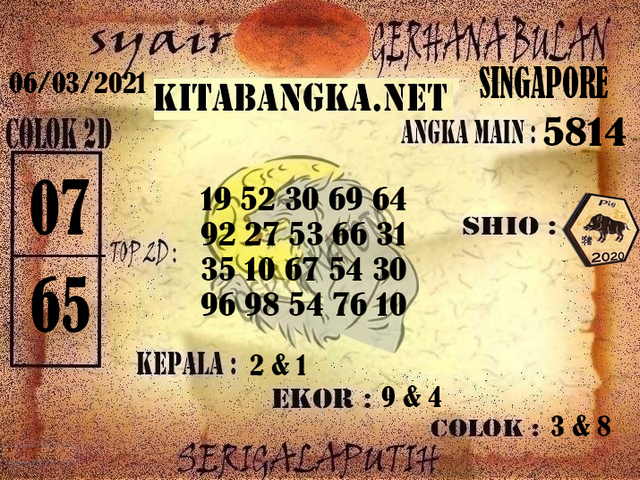 syair GERHANA BULAN
06/03/2021
KITABANGKA.NET
SINGAPORE
COLOK 2D
ANGKA MAIN : 5814
07
65
TOP 2D :
19 52 30 69 64
92 27 53 66 31
35 10 67 54 30
96 98 54 76 10
SHIO :
Pig
猪
2020
KEPALA : 2 & 1
EKOR : 9 & 4
COLOK : 3 & 8
SERIGALAPUTIH